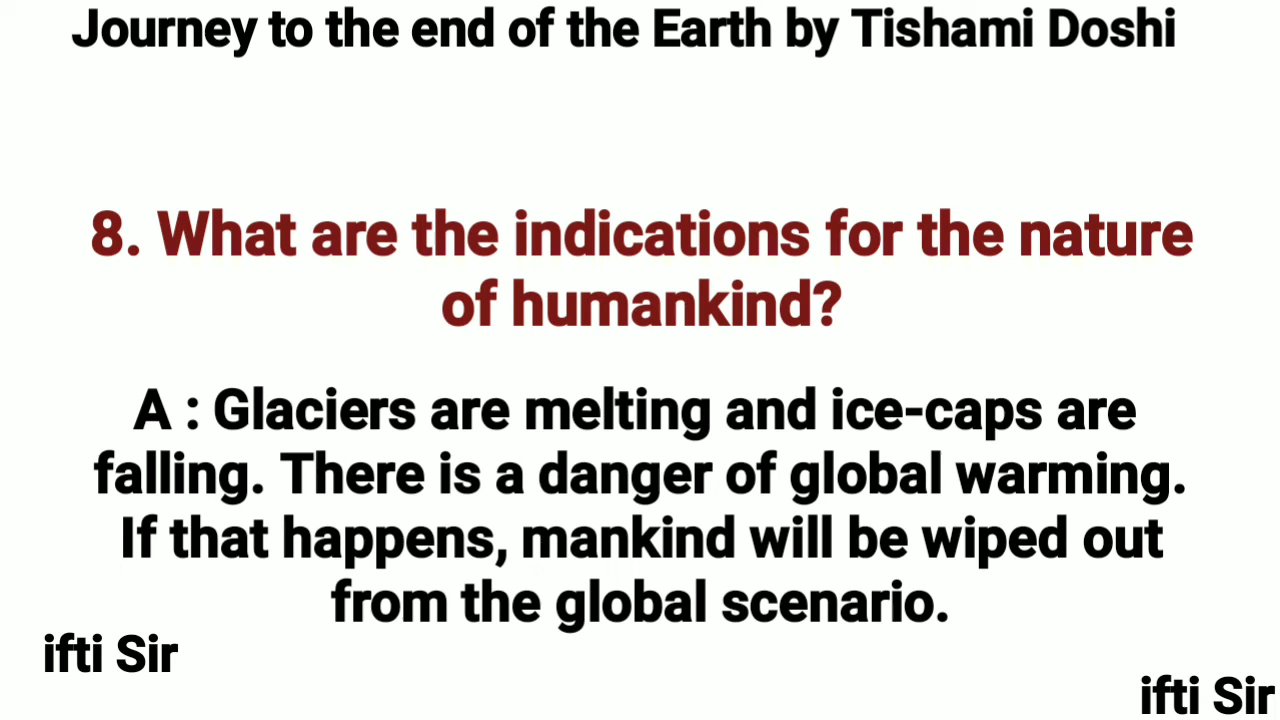 Journey to the end of the Earth by Tishami Doshi
8. What are the indications for the nature
of humankind?
A : Glaciers are melting and ice-caps are
falling. There is a danger of global warming.
If that happens, mankind will be wiped out
from the global scenario.
ifti Sir
ifti Sir